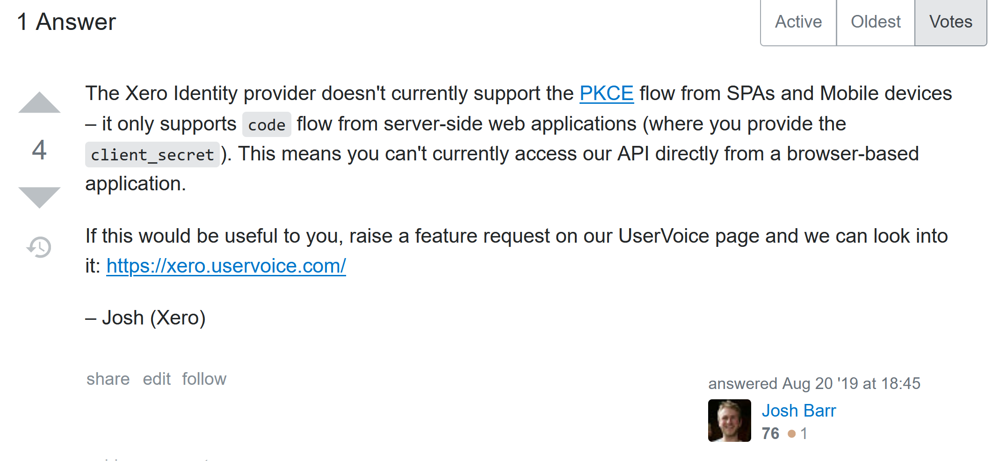 1 Answer
Active Oldest Votes
The Xero Identity provider doesn't currently support the PKCE flow from SPAs and Mobile devices
– it only supports code flow from server-side web applications (where you provide the
client_secret). This means you can't currently access our API directly from a browser-based
application.
4
If this would be useful to you, raise a feature request on our UserVoice page and we can look into
it: https://xero.uservoice.com/
– Josh (Xero)
share edit follow
answered Aug 20 '19 at 18:45
Josh Barr
76 ● 1